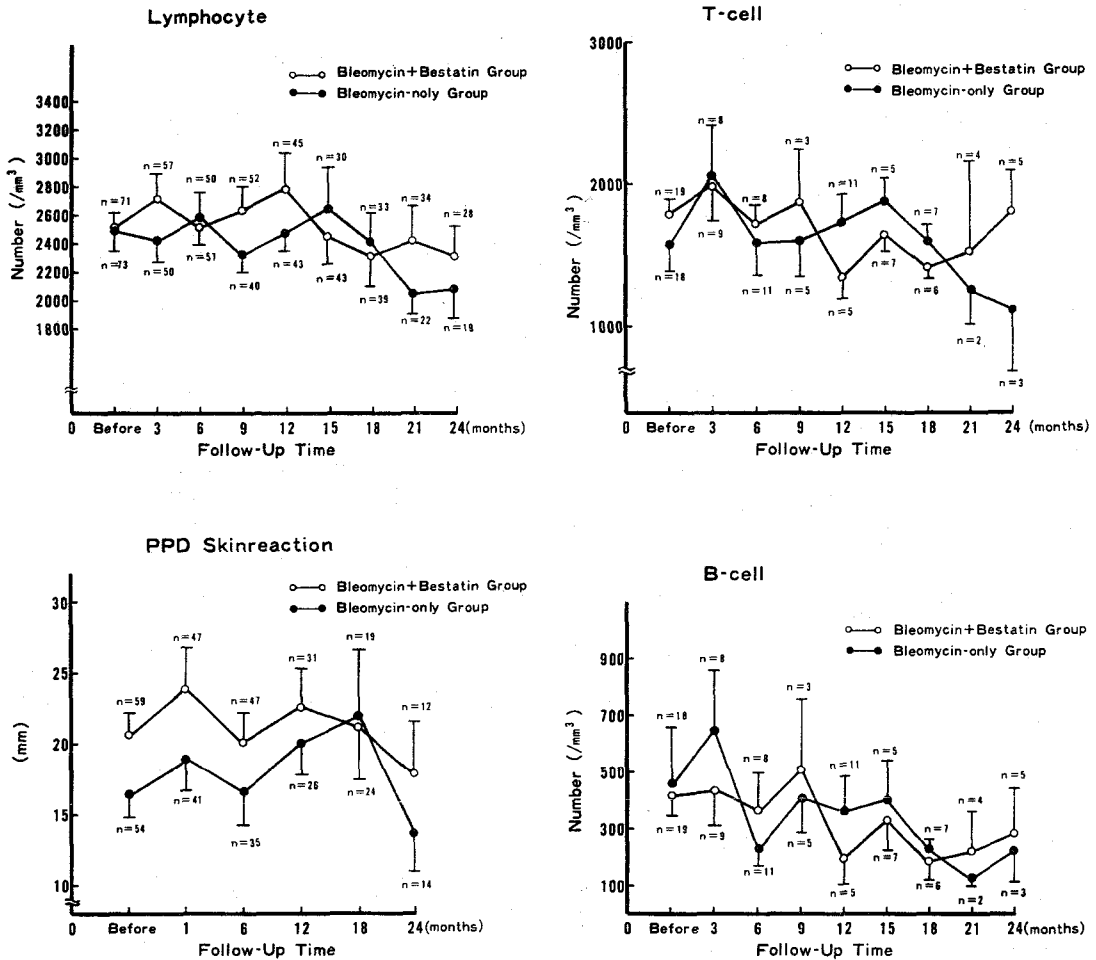 Lymphocyte
Bleomycin+Bestatin Group
Bleomycin-noly Group
Number (/mm³)
3400
3200
3000
2800
2600
2400
2200
2000
1800
n=71
n=57
n=50
n=52
n=45
n=30
n=33
n=34
n=28
n=73
n=50
n=57
n=40
n=43
n=43
n=39
n=22
n=19
0 Before 3 6 9 12 15 18 21 24(months)
Follow-Up Time
T-cell
Bleomycin+Bestatin Group
Bleomycin-only Group
Number (/mm³)
3000
2000
1000
n=19
n=8
n=8
n=3
n=11
n=5
n=7
n=4
n=5
n=18
n=9
n=11
n=5
n=5
n=7
n=6
n=2
n=3
0 Before 3 6 9 12 15 18 21 24(months)
Follow-Up Time
PPD Skinreaction
Bleomycin+Bestatin Group
Bleomycin-only Group
(mm)
30
25
20
15
10
n=59
n=47
n=47
n=31
n=19
n=12
n=54
n=41
n=35
n=26
n=24
n=14
0 Before 1 6 12 18 24(months)
Follow-Up Time
B-cell
Bleomycin+Bestatin Group
Bleomycin-only Group
Number (/mm³)
900
700
500
300
100
n=18
n=8
n=8
n=3
n=11
n=5
n=7
n=4
n=5
n=19
n=9
n=11
n=5
n=5
n=7
n=6
n=2
n=3
0 Before 3 6 9 12 15 18 21 24(months)
Follow-Up Time